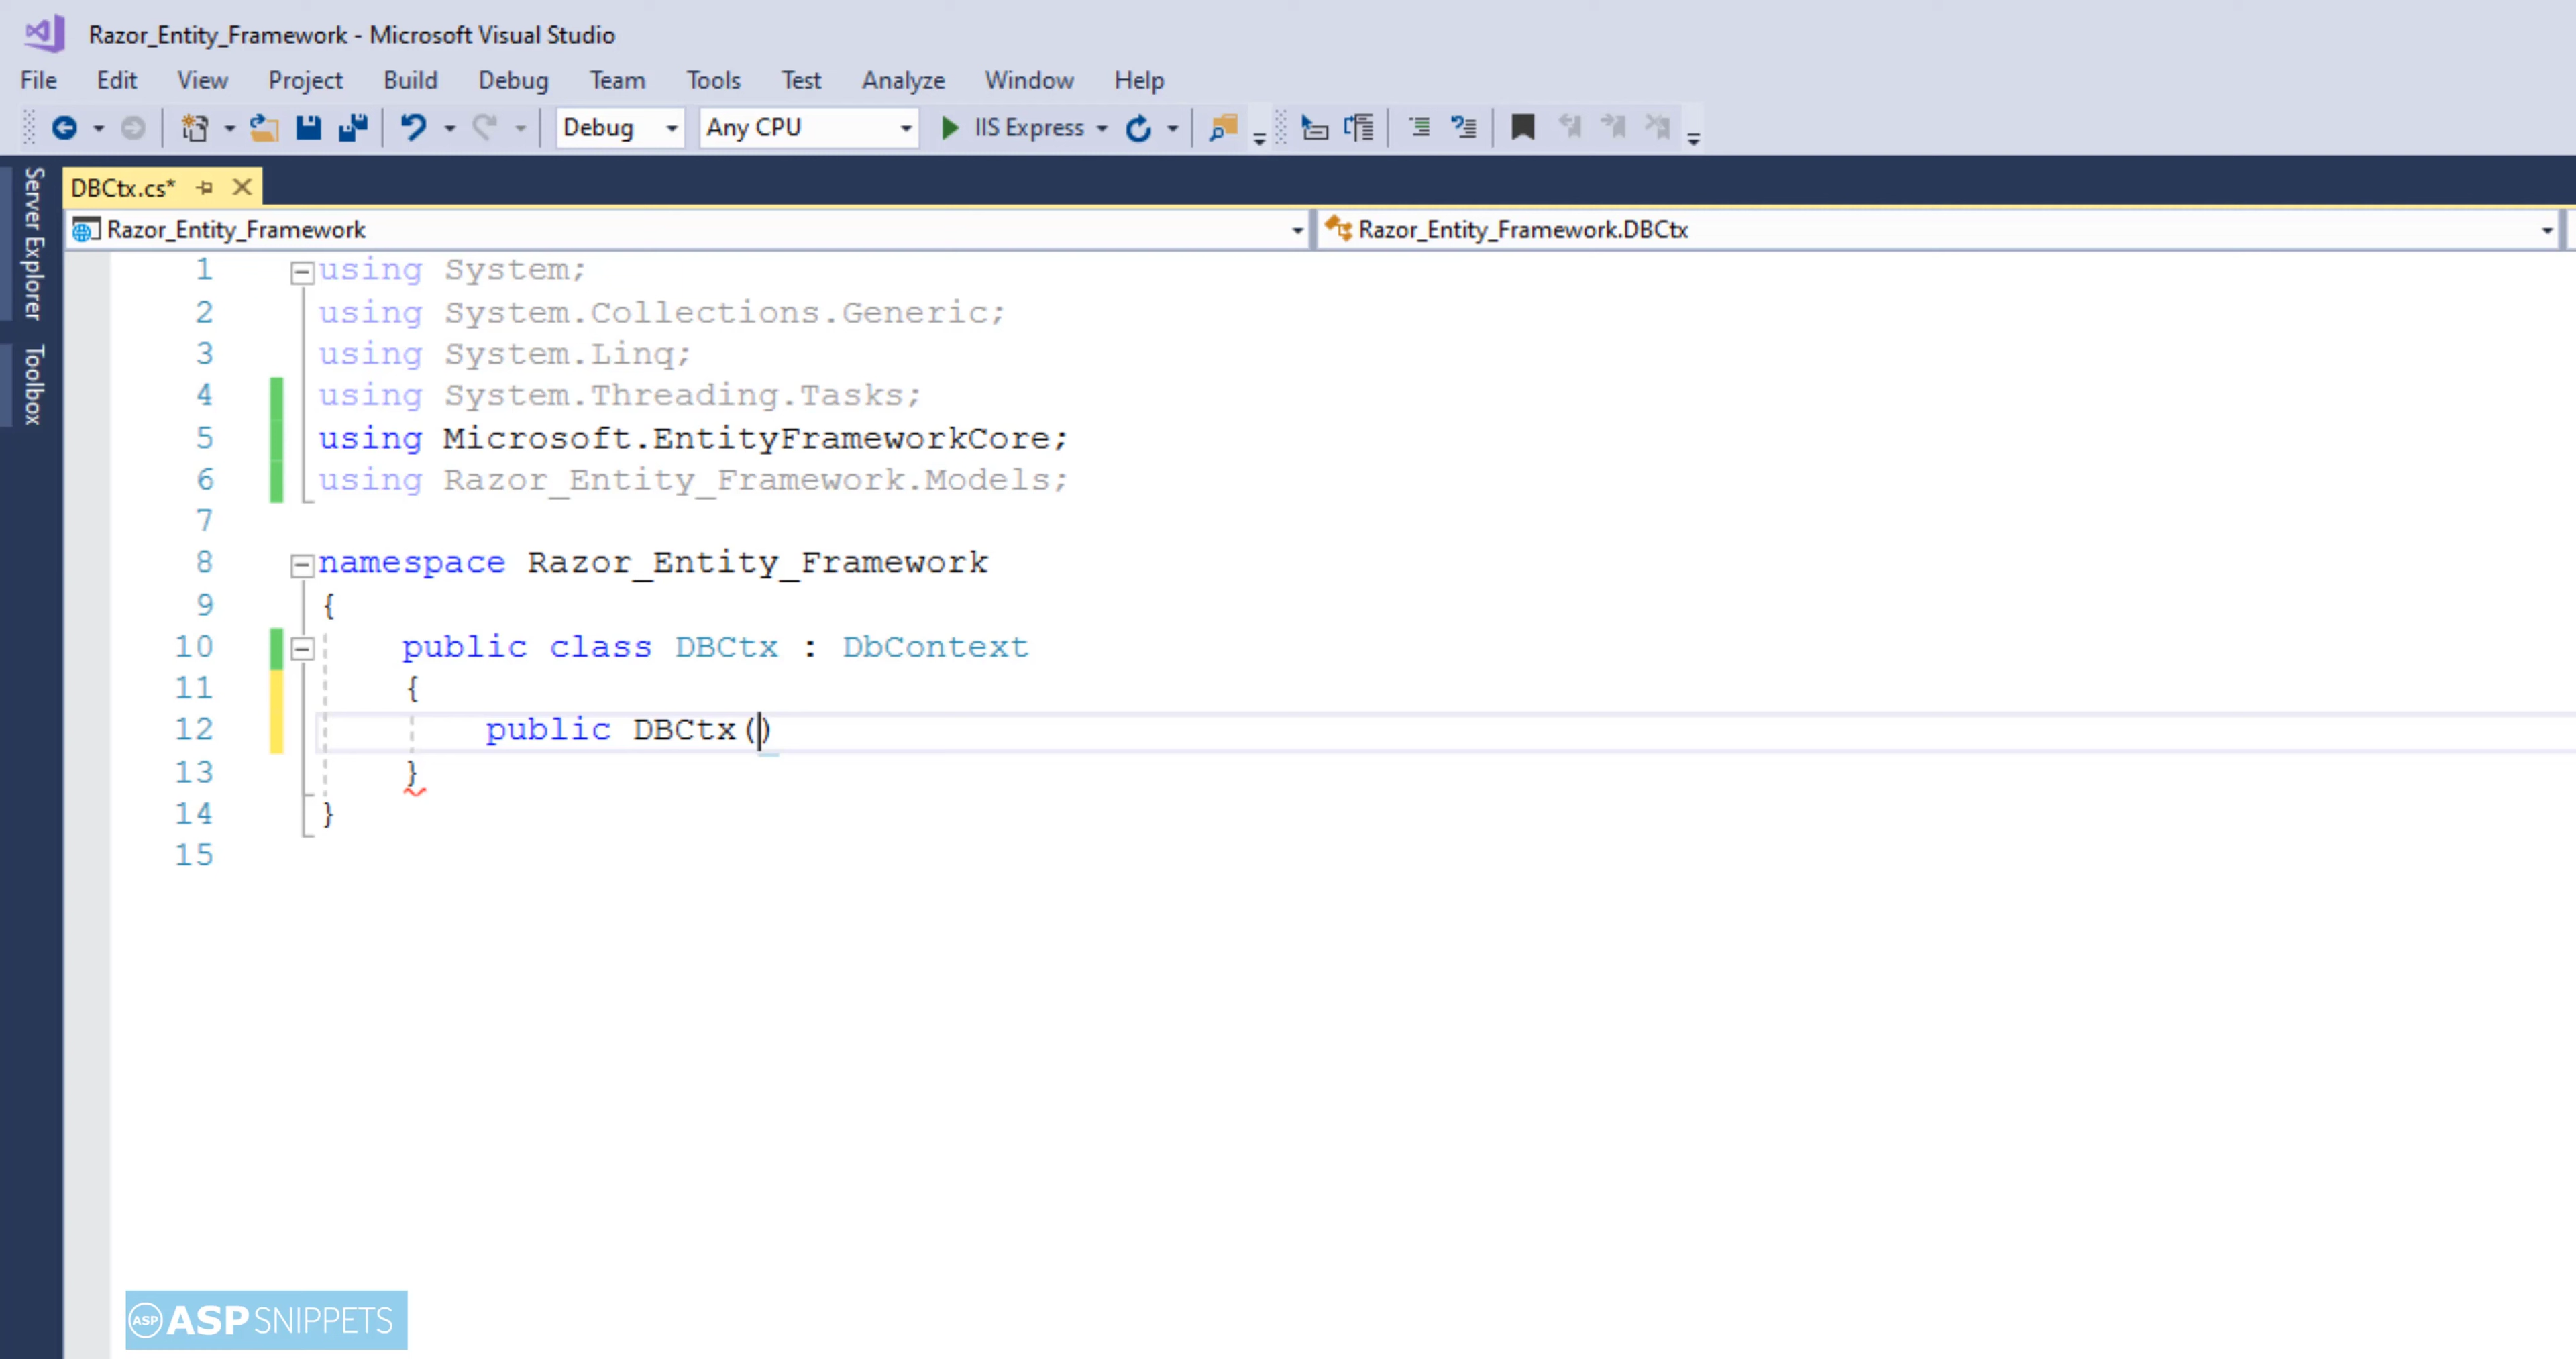 Razor_Entity_Framework - Microsoft Visual Studio
File Edit View Project Build Debug Team Tools Test Analyze Window Help
Debug Any CPU IIS Express
Server Explorer
Toolbox
DBCtx.cs*
Razor_Entity_Framework Razor_Entity_Framework.DBCtx
1 using System;
2 using System.Collections.Generic;
3 using System.Linq;
4 using System.Threading.Tasks;
5 using Microsoft.EntityFrameworkCore;
6 using Razor_Entity_Framework.Models;
7
8 namespace Razor_Entity_Framework
9 {
10 public class DBCtx : DbContext
11 {
12 public DBCtx()
13 }
14 }
15
ASP ASPSNIPPETS